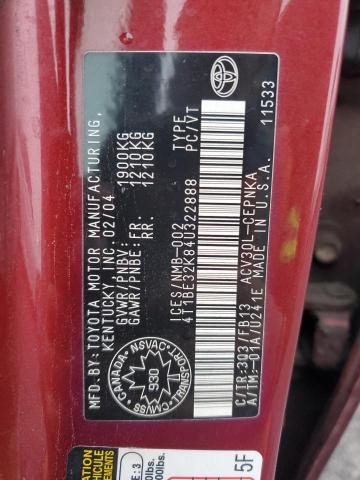 MFD.BY:TOYOTA MOTOR MANUFACTURING,
KENTUCKY, INC. 02/04
GVWR/PNBV: 1900KG
GAWR/PNBE:FR 1210KG
RR. 1210KG
ICES/NMB-002 TYPE
4T1BE32K84U322888 PC/VT
C/TR:3Q3/FB13 ACV30L-CEPNKA
A/TM:-01A/U241E MADE IN U.S.A.
11533
CANADA
NSVAC
TRANSPORT
CMVSS
930
TOYOTA
E:3
5F